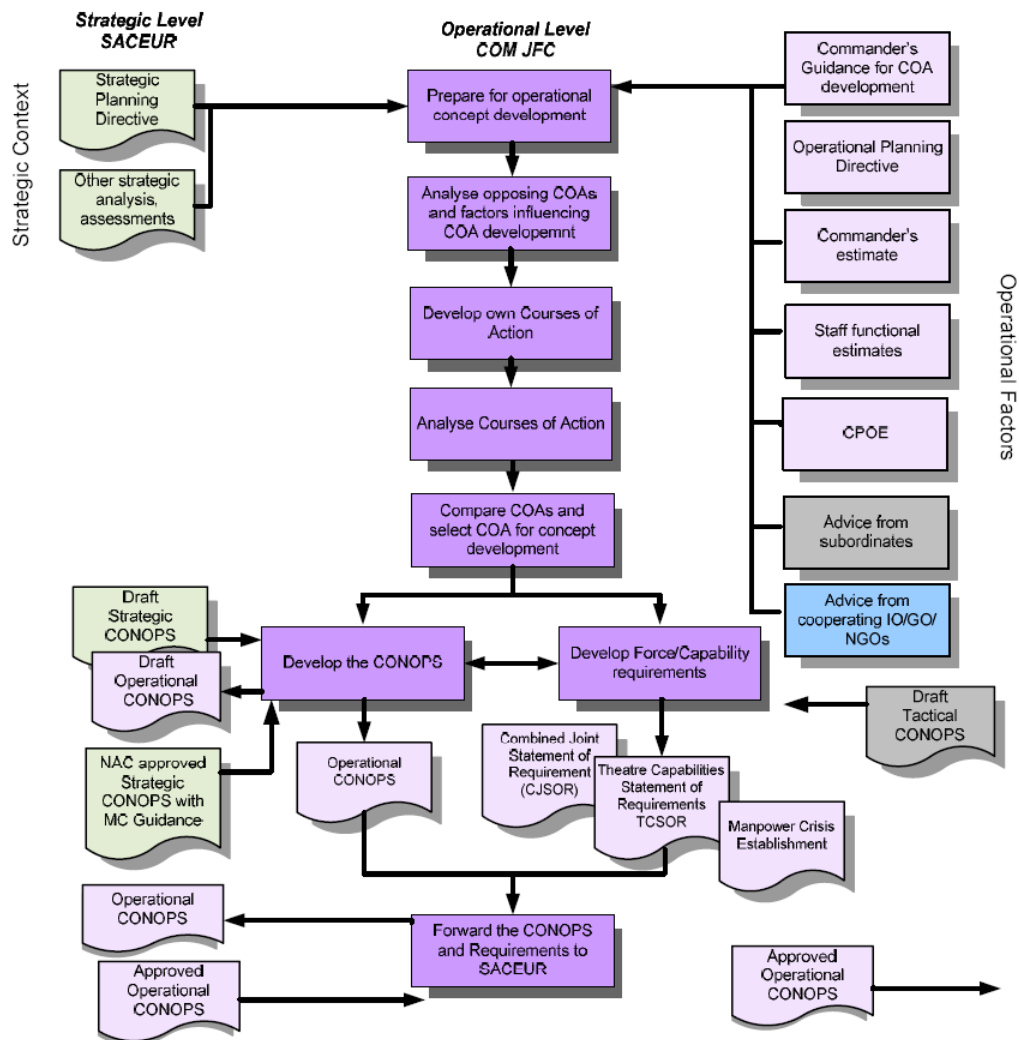 Strategic Level
SACEUR
Operational Level
COM JFC
Strategic Context
Strategic
Planning
Directive
Other strategic
analysis,
assessments
Prepare for operational
concept development
Analyse opposing COAs
and factors influencing
COA developemnt
Develop own Courses of
Action
Analyse Courses of Action
Compare COAs and
select COA for concept
development
Commander's
Guidance for COA
development
Operational Planning
Directive
Commander's
estimate
Staff functional
estimates
CPOE
Advice from
subordinates
Advice from
cooperating IO/GO/
NGOs
Operational Factors
Draft
Strategic
CONOPS
Draft
Operational
CONOPS
NAC approved
Strategic
CONOPS with
MC Guidance
Develop the CONOPS
Develop Force/Capability
requirements
Draft
Tactical
CONOPS
Operational
CONOPS
Combined Joint
Statement of
Requirement
(CJSOR)
Theatre Capabilities
Statement of
Requirements
TCSOR
Manpower Crisis
Establishment
Operational
CONOPS
Forward the CONOPS
and Requirements to
SACEUR
Approved
Operational
CONOPS
Approved
Operational
CONOPS